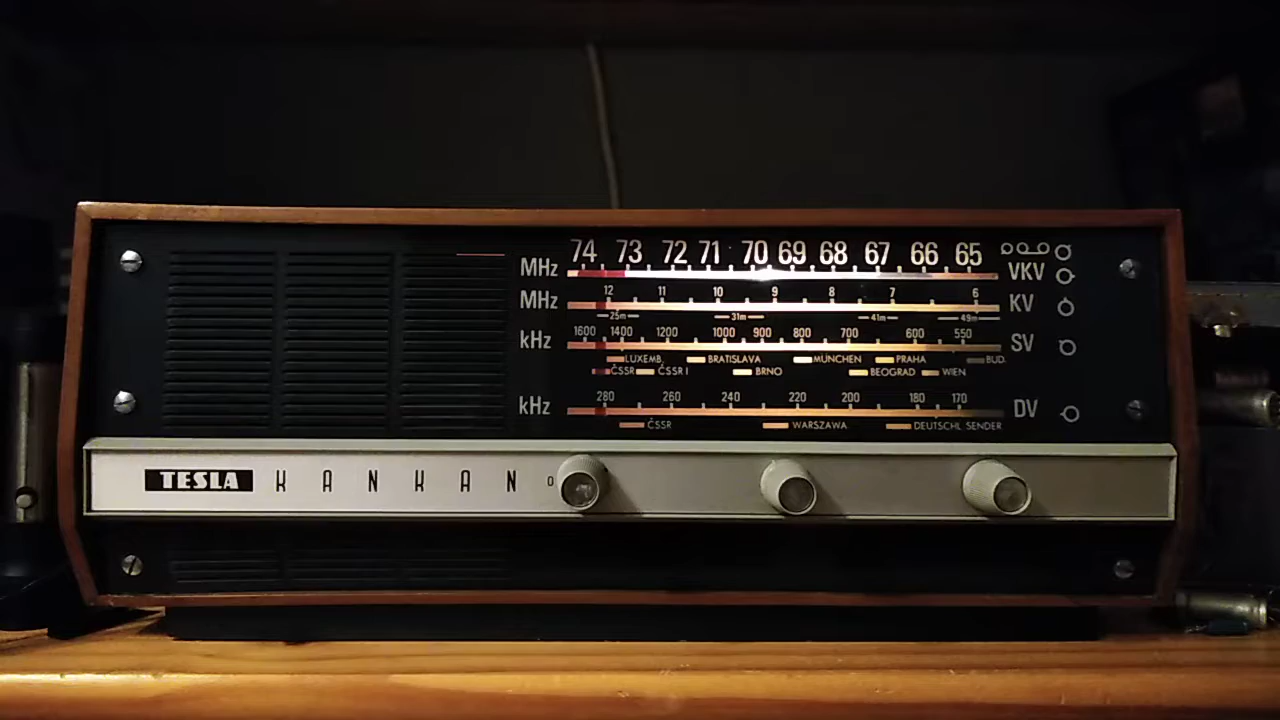 74 73 72 71 70 69 68 67 66 65
MHz VKV
12 11 10 9 8 7 6
MHz KV
25m 31m 41m 49m
1600 1400 1200 1000 900 800 700 600 550
kHz SV
LUXEMB. BRATISLAVA MÜNCHEN PRAHA BUD.
ČSSR ČSSR I BRNO BEOGRAD WIEN
280 260 240 220 200 180 170
kHz DV
ČSSR WARSZAWA DEUTSCHL. SENDER
TESLA KANKAN 0